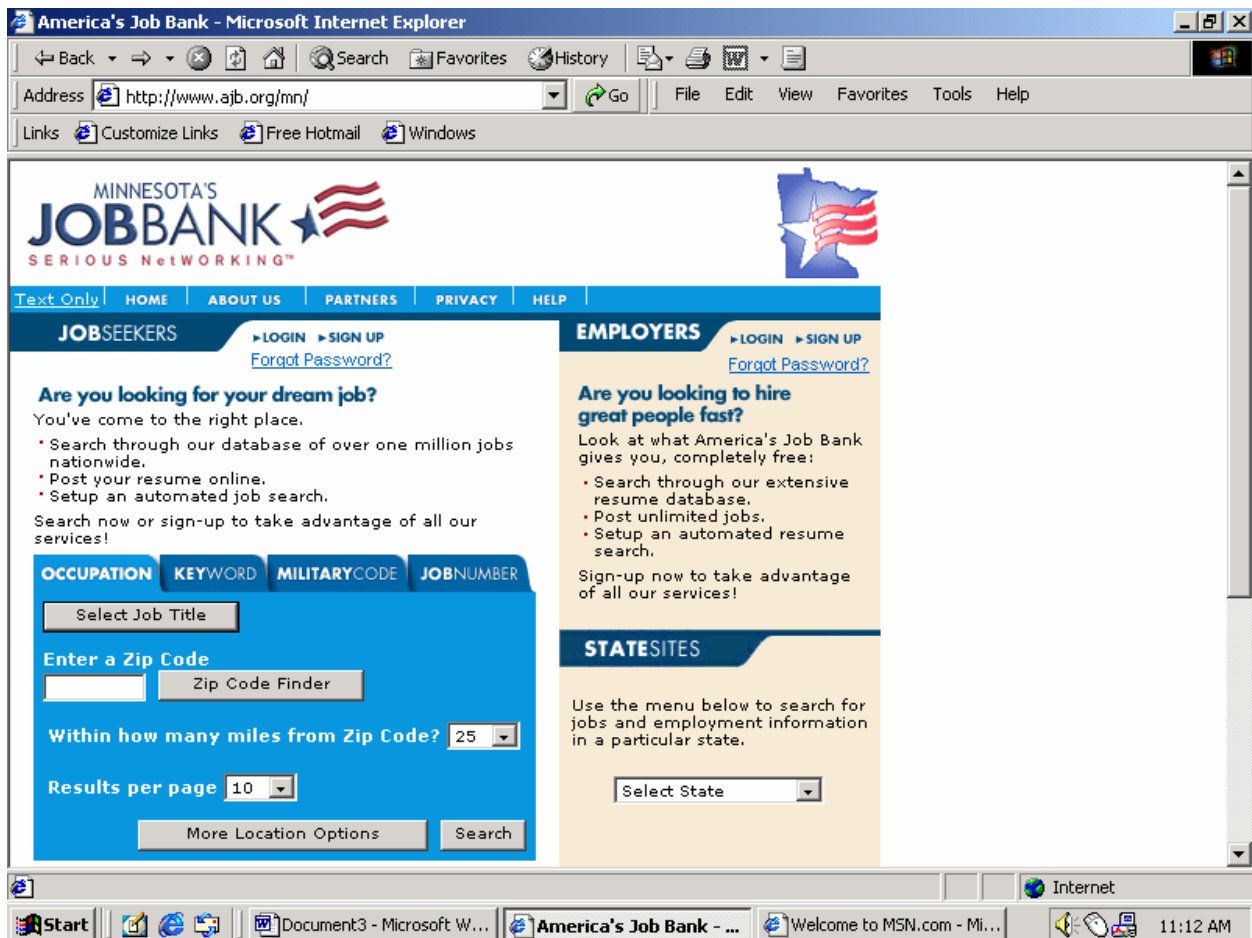 America's Job Bank - Microsoft Internet Explorer
Back Search Favorites History
Address http://www.ajb.org/mn/ Go File Edit View Favorites Tools Help
Links Customize Links Free Hotmail Windows
MINNESOTA'S
JOBBANK
SERIOUS NetWORKING™
Text Only HOME ABOUT US PARTNERS PRIVACY HELP
JOBSEEKERS
LOGIN SIGN UP
Forgot Password?
Are you looking for your dream job?
You've come to the right place.
Search through our database of over one million jobs
nationwide.
Post your resume online.
Setup an automated job search.
Search now or sign-up to take advantage of all our
services!
OCCUPATION KEYWORD MILITARYCODE JOBNUMBER
Select Job Title
Enter a Zip Code
Zip Code Finder
Within how many miles from Zip Code? 25
Results per page 10
More Location Options Search
EMPLOYERS
LOGIN SIGN UP
Forgot Password?
Are you looking to hire
great people fast?
Look at what America's Job Bank
gives you, completely free:
Search through our extensive
resume database.
Post unlimited jobs.
Setup an automated resume
search.
Sign-up now to take advantage
of all our services!
STATESITES
Use the menu below to search for
jobs and employment information
in a particular state.
Select State
Internet
Start Document3 - Microsoft W... America's Job Bank - ... Welcome to MSN.com - Mi... 11:12 AM